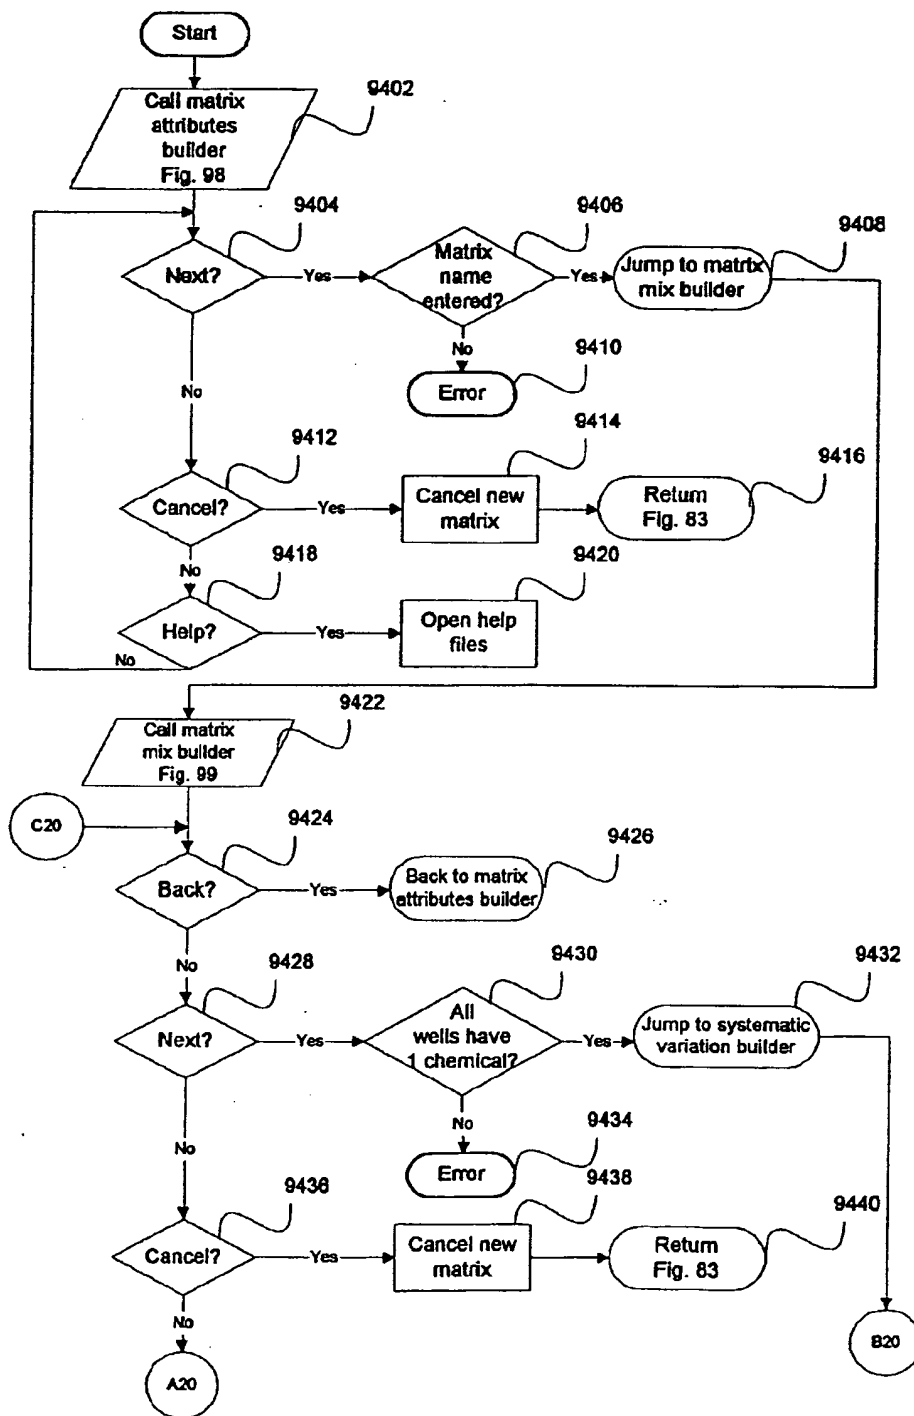 Start
Call matrix
attributes
builder
Fig. 98
9402
9404
Next?
Yes
9406
Matrix
name
entered?
Yes
9408
Jump to matrix
mix builder
No
9410
Error
No
9412
Cancel?
Yes
9414
Cancel new
matrix
9416
Return
Fig. 83
No
9418
Help?
Yes
9420
Open help
files
No
9422
Call matrix
mix builder
Fig. 99
C20
9424
Back?
Yes
9426
Back to matrix
attributes builder
No
9428
Next?
Yes
9430
All
wells have
1 chemical?
Yes
9432
Jump to systematic
variation builder
No
9434
Error
No
9436
Cancel?
Yes
9438
Cancel new
matrix
9440
Return
Fig. 83
No
A20
B20